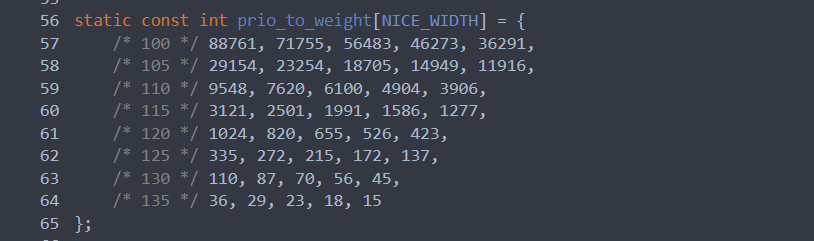 56 static const int prio_to_weight[NICE_WIDTH] = {
57     /* 100 */ 88761, 71755, 56483, 46273, 36291,
58     /* 105 */ 29154, 23254, 18705, 14949, 11916,
59     /* 110 */ 9548, 7620, 6100, 4904, 3906,
60     /* 115 */ 3121, 2501, 1991, 1586, 1277,
61     /* 120 */ 1024, 820, 655, 526, 423,
62     /* 125 */ 335, 272, 215, 172, 137,
63     /* 130 */ 110, 87, 70, 56, 45,
64     /* 135 */ 36, 29, 23, 18, 15
65 };